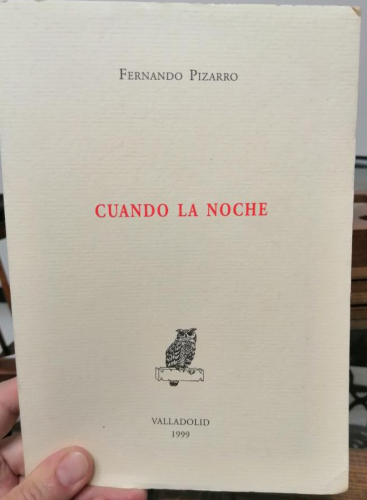 FERNANDO PIZARRO
CUANDO LA NOCHE
VALLADOLID
1999